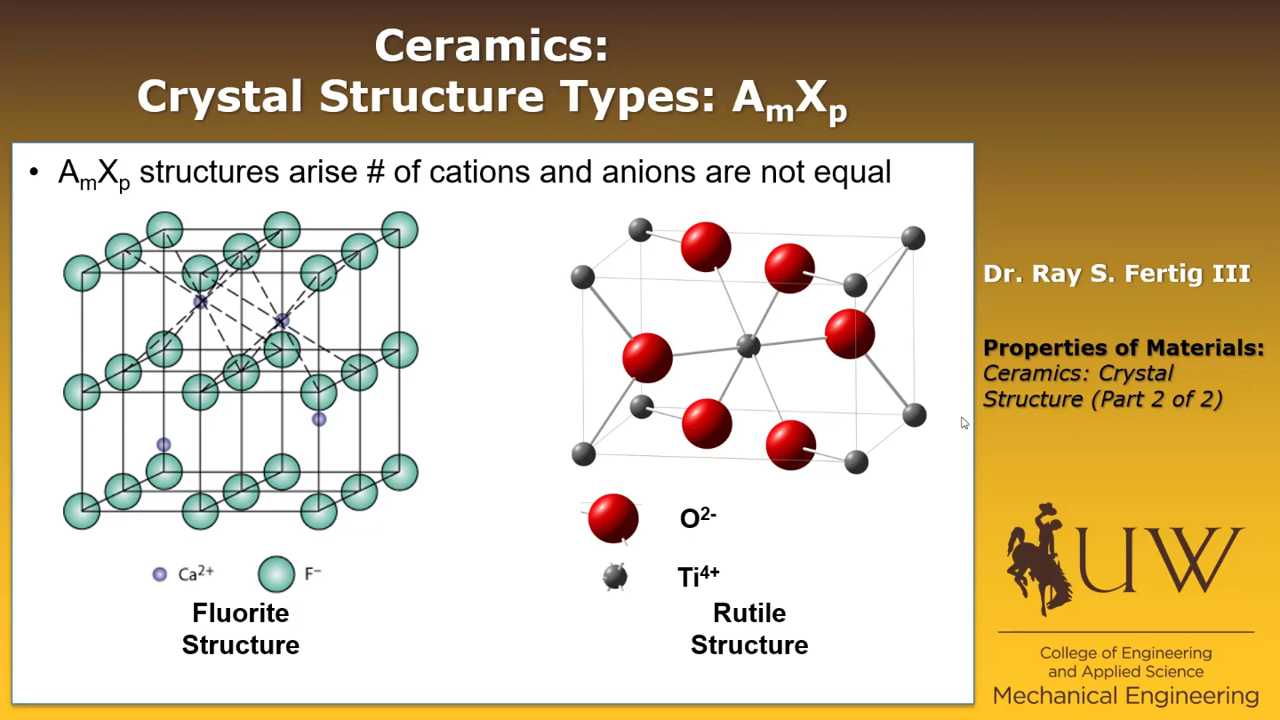 Ceramics:
Crystal Structure Types: AₘXₚ
• AₘXₚ structures arise # of cations and anions are not equal
Ca²⁺ F⁻
Fluorite
Structure
O²⁻
Ti⁴⁺
Rutile
Structure
Dr. Ray S. Fertig III
Properties of Materials:
Ceramics: Crystal
Structure (Part 2 of 2)
UW
College of Engineering
and Applied Science
Mechanical Engineering